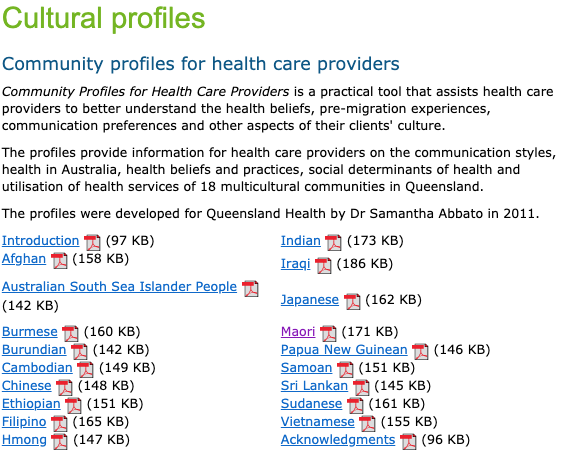 Cultural profiles
Community profiles for health care providers
Community Profiles for Health Care Providers is a practical tool that assists health care
providers to better understand the health beliefs, pre-migration experiences,
communication preferences and other aspects of their clients' culture.
The profiles provide information for health care providers on the communication styles,
health in Australia, health beliefs and practices, social determinants of health and
utilisation of health services of 18 multicultural communities in Queensland.
The profiles were developed for Queensland Health by Dr Samantha Abbato in 2011.
Introduction (97 KB)
Afghan (158 KB)
Australian South Sea Islander People
(142 KB)
Burmese (160 KB)
Burundian (142 KB)
Cambodian (149 KB)
Chinese (148 KB)
Ethiopian (151 KB)
Filipino (165 KB)
Hmong (147 KB)
Indian (173 KB)
Iraqi (186 KB)
Japanese (162 KB)
Maori (171 KB)
Papua New Guinean (146 KB)
Samoan (151 KB)
Sri Lankan (145 KB)
Sudanese (161 KB)
Vietnamese (155 KB)
Acknowledgments (96 KB)